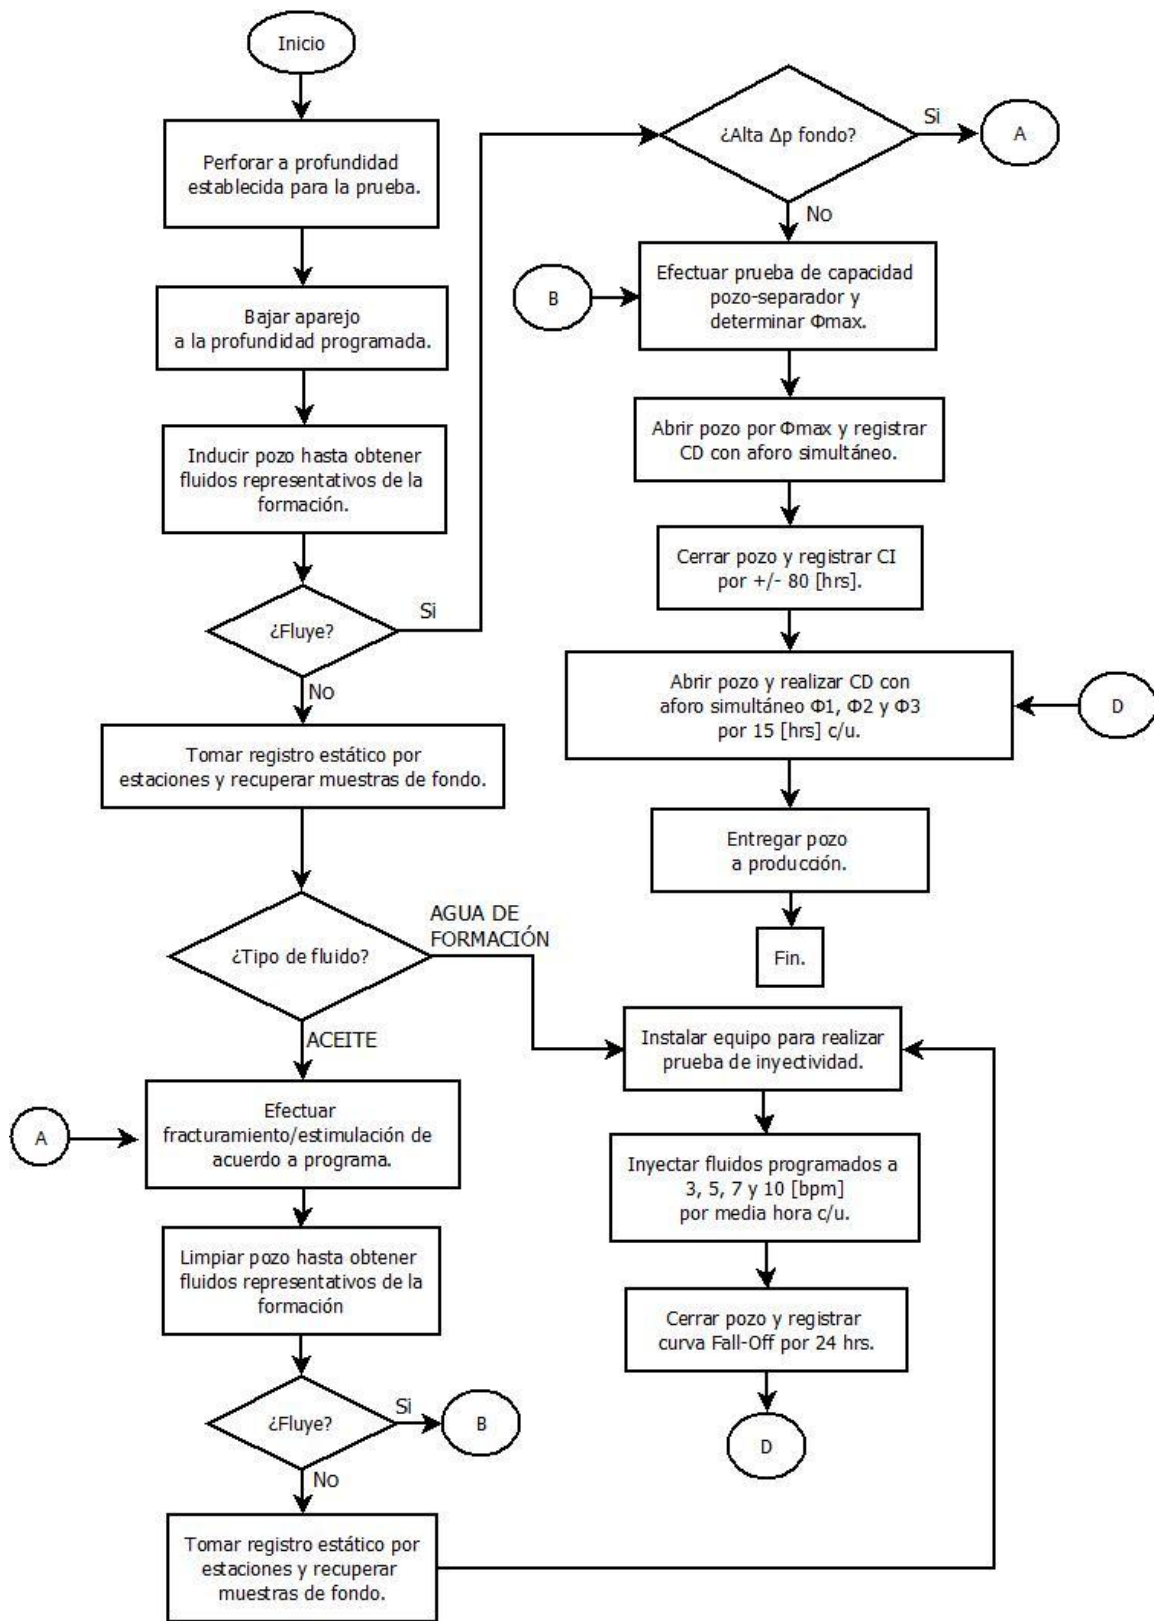 Inicio
Perforar a profundidad
establecida para la prueba.
Bajar aparejo
a la profundidad programada.
Inducir pozo hasta obtener
fluidos representativos de la
formación.
¿Fluye?
Si
No
Tomar registro estático por
estaciones y recuperar muestras de fondo.
¿Tipo de fluido?
AGUA DE
FORMACIÓN
ACEITE
A
Efectuar
fracturamiento/estimulación de
acuerdo a programa.
Limpiar pozo hasta obtener
fluidos representativos de la
formación
¿Fluye?
Si
B
No
Tomar registro estático por
estaciones y recuperar
muestras de fondo.
¿Alta Δp fondo?
Si
A
No
B
Efectuar prueba de capacidad
pozo-separador y
determinar Φmax.
Abrir pozo por Φmax y registrar
CD con aforo simultáneo.
Cerrar pozo y registrar CI
por +/- 80 [hrs].
Abrir pozo y realizar CD con
aforo simultáneo Φ1, Φ2 y Φ3
por 15 [hrs] c/u.
D
Entregar pozo
a producción.
Fin.
Instalar equipo para realizar
prueba de inyectividad.
Inyectar fluidos programados a
3, 5, 7 y 10 [bpm]
por media hora c/u.
Cerrar pozo y registrar
curva Fall-Off por 24 hrs.
D